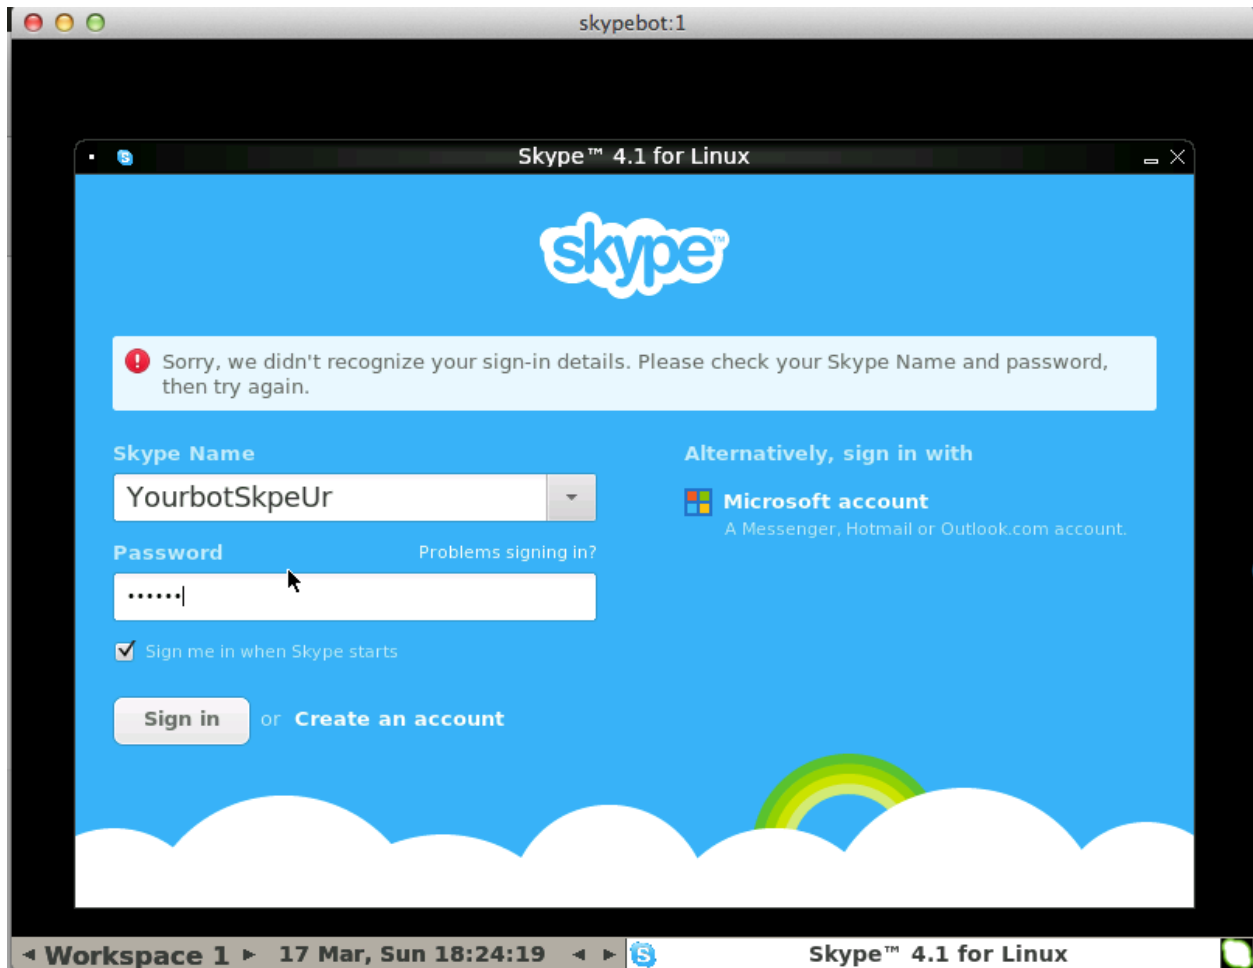 skypebot:1
Skype™ 4.1 for Linux
skype™
Sorry, we didn't recognize your sign-in details. Please check your Skype Name and password,
then try again.
Skype Name
Alternatively, sign in with
YourbotSkpeUr
Microsoft account
A Messenger, Hotmail or Outlook.com account.
Password
Problems signing in?
••••••
Sign me in when Skype starts
Sign in or Create an account
Workspace 1 17 Mar, Sun 18:24:19 Skype™ 4.1 for Linux